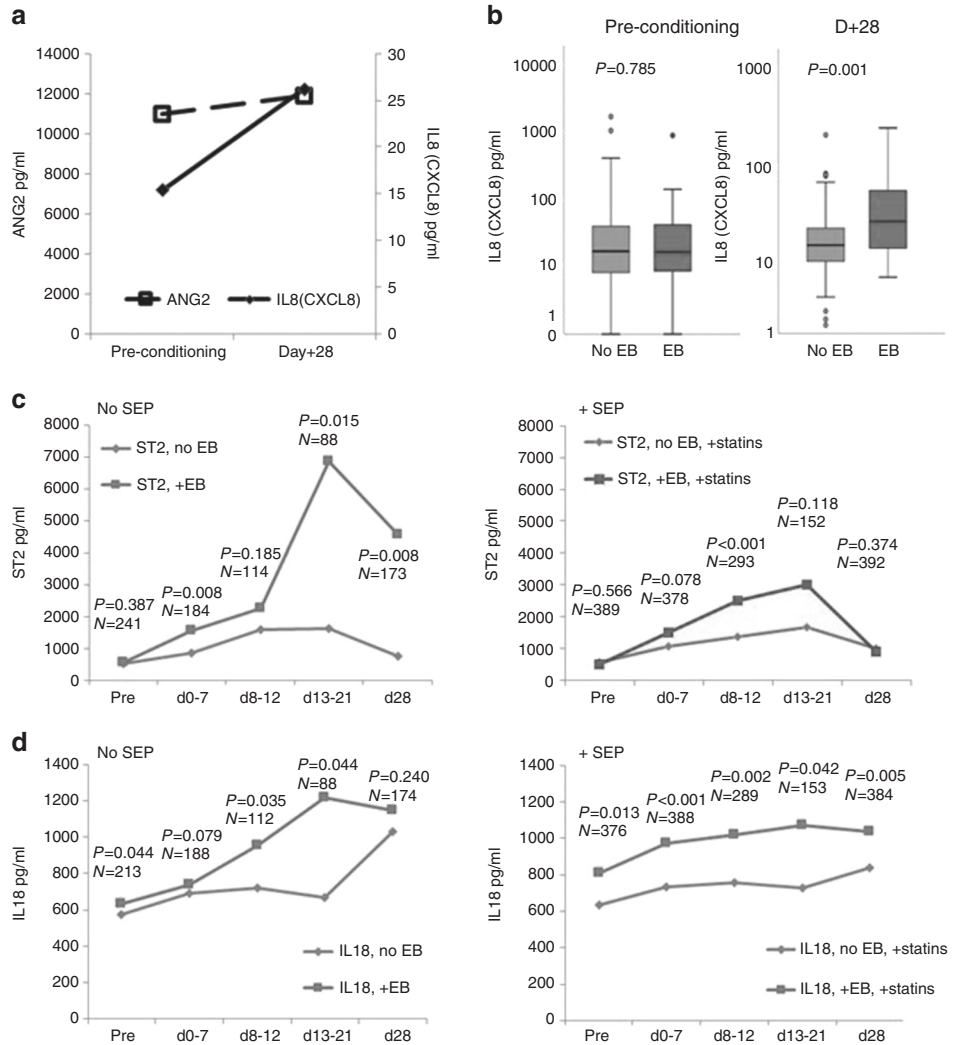 a
14000
12000
10000
8000
6000
4000
2000
0
ANG2 pg/ml
30
25
20
15
10
5
0
IL8 (CXCL8) pg/ml
ANG2
IL8(CXCL8)
Pre-conditioning
Day+28
b
Pre-conditioning
D+28
10000
1000
100
10
1
0
IL8 (CXCL8) pg/ml
P=0.785
No EB
EB
1000
100
10
1
IL8 (CXCL8) pg/ml
P=0.001
No EB
EB
c
No SEP
8000
7000
6000
5000
4000
3000
2000
1000
0
ST2 pg/ml
ST2, no EB
ST2, +EB
P=0.387
N=241
P=0.008
N=184
P=0.185
N=114
P=0.015
N=88
P=0.008
N=173
Pre
d0-7
d8-12
d13-21
d28
+ SEP
8000
7000
6000
5000
4000
3000
2000
1000
0
ST2 pg/ml
ST2, no EB, +statins
ST2, +EB, +statins
P=0.566
N=389
P=0.078
N=378
P<0.001
N=293
P=0.118
N=152
P=0.374
N=392
Pre
d0-7
d8-12
d13-21
d28
d
No SEP
1400
1200
1000
800
600
400
200
0
IL18 pg/ml
P=0.044
N=213
P=0.079
N=188
P=0.035
N=112
P=0.044
N=88
P=0.240
N=174
IL18, no EB
IL18, +EB
Pre
d0-7
d8-12
d13-21
d28
+ SEP
1400
1200
1000
800
600
400
200
0
IL18 pg/ml
P=0.013
N=376
P<0.001
N=388
P=0.002
N=289
P=0.042
N=153
P=0.005
N=384
IL18, no EB, +statins
IL18, +EB, +statins
Pre
d0-7
d8-12
d13-21
d28